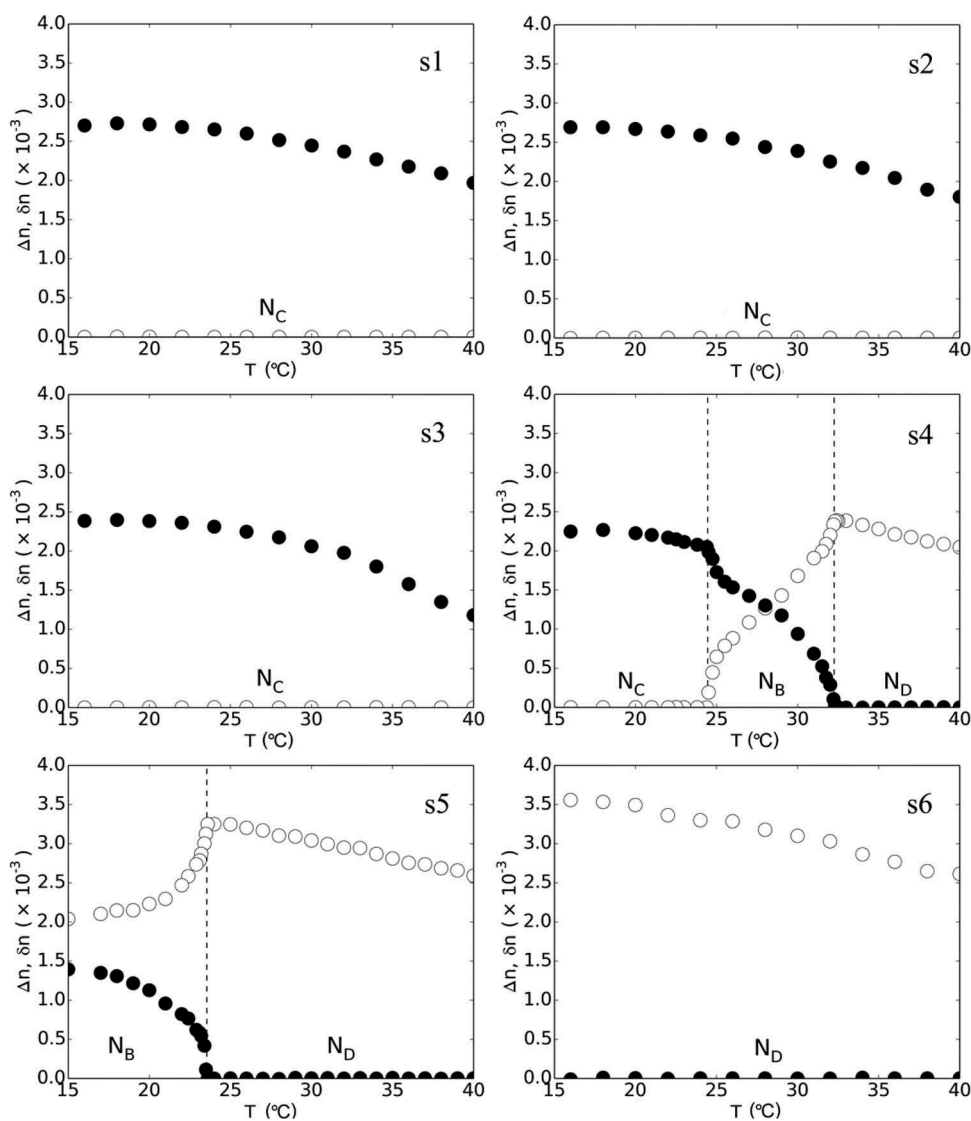 4.0 s1
3.5
3.0
2.5
2.0
1.5
1.0
0.5 N_C
0.0
15 20 25 30 35 40
Δn, δn ( × 10⁻³ )
T (°C)
4.0 s2
3.5
3.0
2.5
2.0
1.5
1.0
0.5 N_C
0.0
15 20 25 30 35 40
Δn, δn ( × 10⁻³ )
T (°C)
4.0 s3
3.5
3.0
2.5
2.0
1.5
1.0
0.5 N_C
0.0
15 20 25 30 35 40
Δn, δn ( × 10⁻³ )
T (°C)
4.0 s4
3.5
3.0
2.5
2.0
1.5
1.0
0.5 N_C N_B N_D
0.0
15 20 25 30 35 40
Δn, δn ( × 10⁻³ )
T (°C)
4.0 s5
3.5
3.0
2.5
2.0
1.5
1.0
0.5 N_B N_D
0.0
15 20 25 30 35 40
Δn, δn ( × 10⁻³ )
T (°C)
4.0 s6
3.5
3.0
2.5
2.0
1.5
1.0
0.5 N_D
0.0
15 20 25 30 35 40
Δn, δn ( × 10⁻³ )
T (°C)